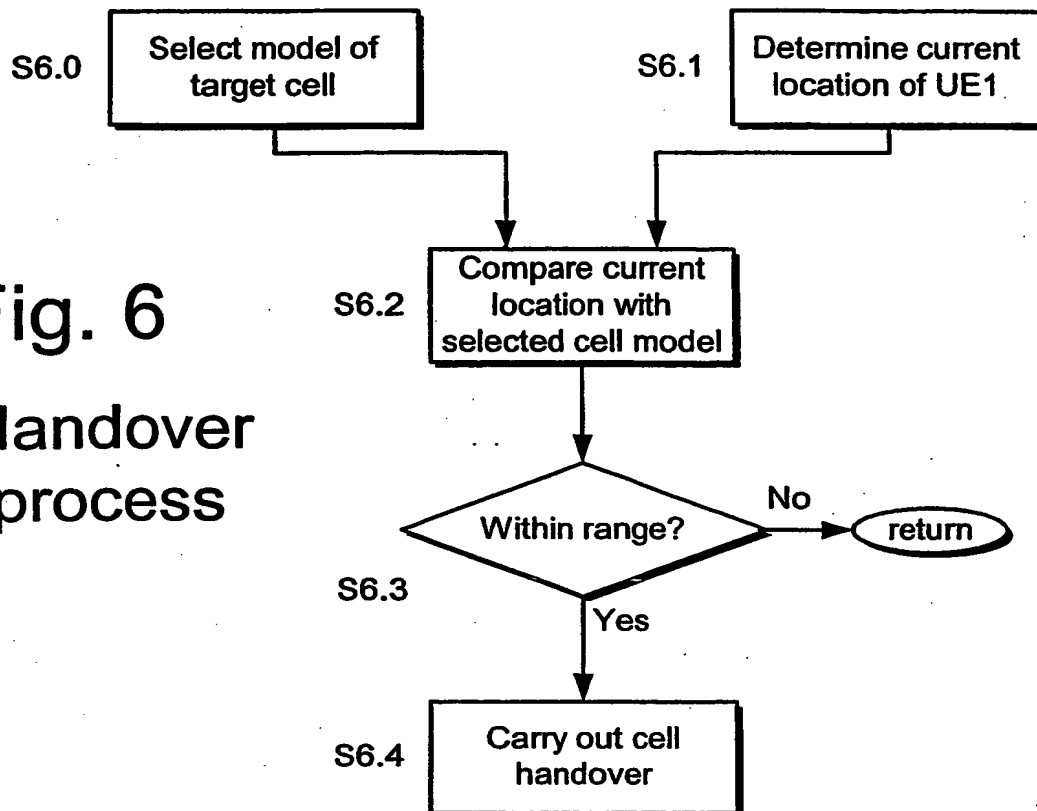 S6.0
Select model of
target cell
S6.1
Determine current
location of UE1
S6.2
Compare current
location with
selected cell model
ig. 6
andover
process
Within range?
No
return
S6.3
Yes
S6.4
Carry out cell
handover